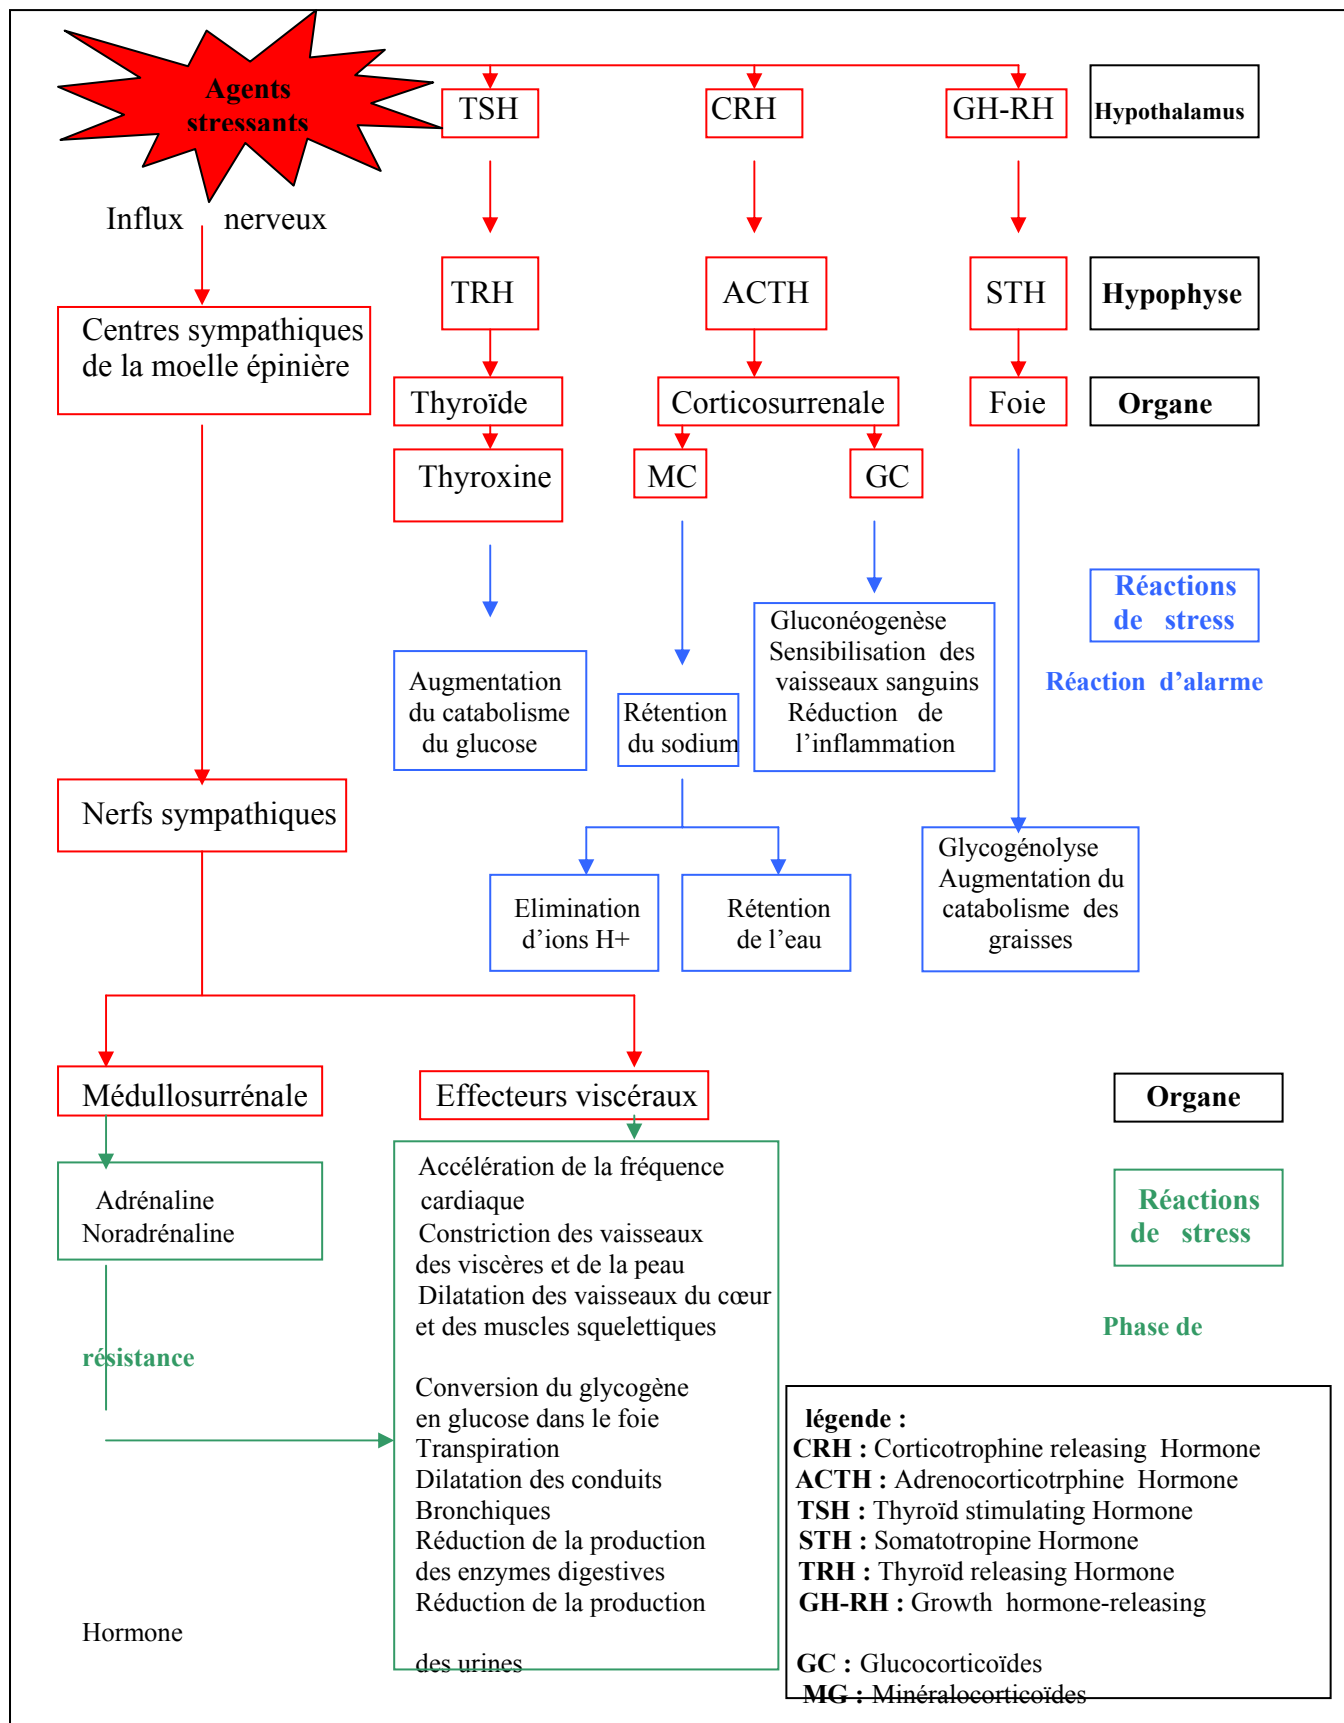 Agents
stressants
TSH
CRH
GH-RH
Hypothalamus
Influx nerveux
TRH
ACTH
STH
Hypophyse
Centres sympathiques
de la moelle épinière
Thyroïde
Corticosurrenale
Foie
Organe
Thyroxine
MC
GC
Réactions
de stress
Réaction d’alarme
Augmentation
du catabolisme
du glucose
Rétention
du sodium
Gluconéogenèse
Sensibilisation des
vaisseaux sanguins
Réduction de
l’inflammation
Nerfs sympathiques
Elimination
d’ions H+
Rétention
de l’eau
Glycogénolyse
Augmentation du
catabolisme des
graisses
Médullosurrénale
Effecteurs viscéraux
Organe
Adrénaline
Noradrénaline
Accélération de la fréquence
cardiaque
Constriction des vaisseaux
des viscères et de la peau
Dilatation des vaisseaux du cœur
et des muscles squelettiques
Réactions
de stress
Phase de
résistance
Conversion du glycogène
en glucose dans le foie
Transpiration
Dilatation des conduits
Bronchiques
Réduction de la production
des enzymes digestives
Réduction de la production
des urines
légende :
CRH : Corticotrophine releasing Hormone
ACTH : Adrenocorticotrphine Hormone
TSH : Thyroïd stimulating Hormone
STH : Somatotropine Hormone
TRH : Thyroïd releasing Hormone
GH-RH : Growth hormone-releasing
Hormone
GC : Glucocorticoïdes
MG : Minéralocorticoïdes